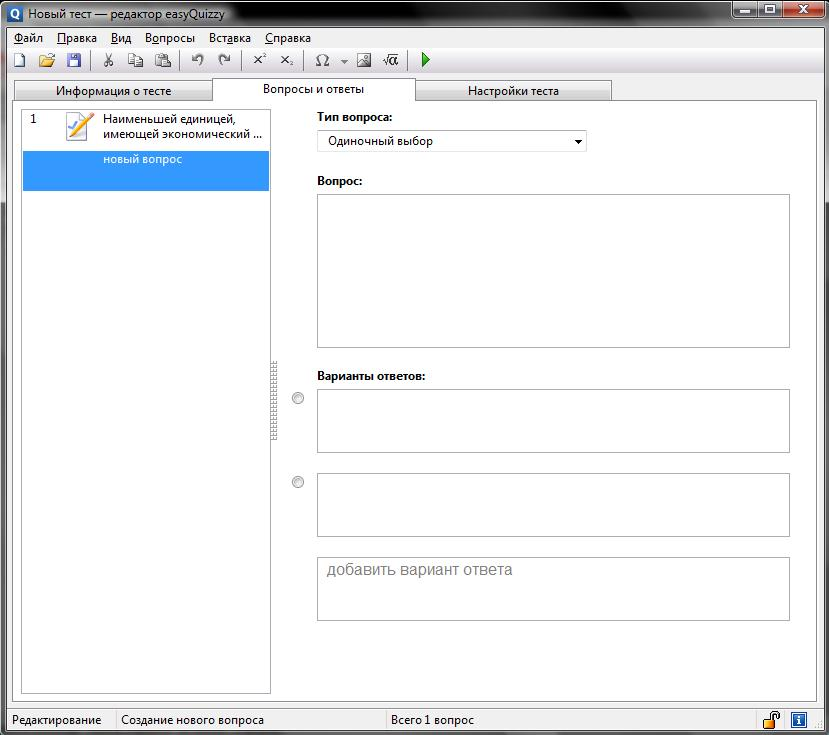 Новый тест — редактор easyQuizzy
Файл Правка Вид Вопросы Вставка Справка
Информация о тесте Вопросы и ответы Настройки теста
1 Наименьшей единицей,
имеющей экономический ...
новый вопрос
Тип вопроса:
Одиночный выбор
Вопрос:
Варианты ответов:
добавить вариант ответа
Редактирование Создание нового вопроса Всего 1 вопрос